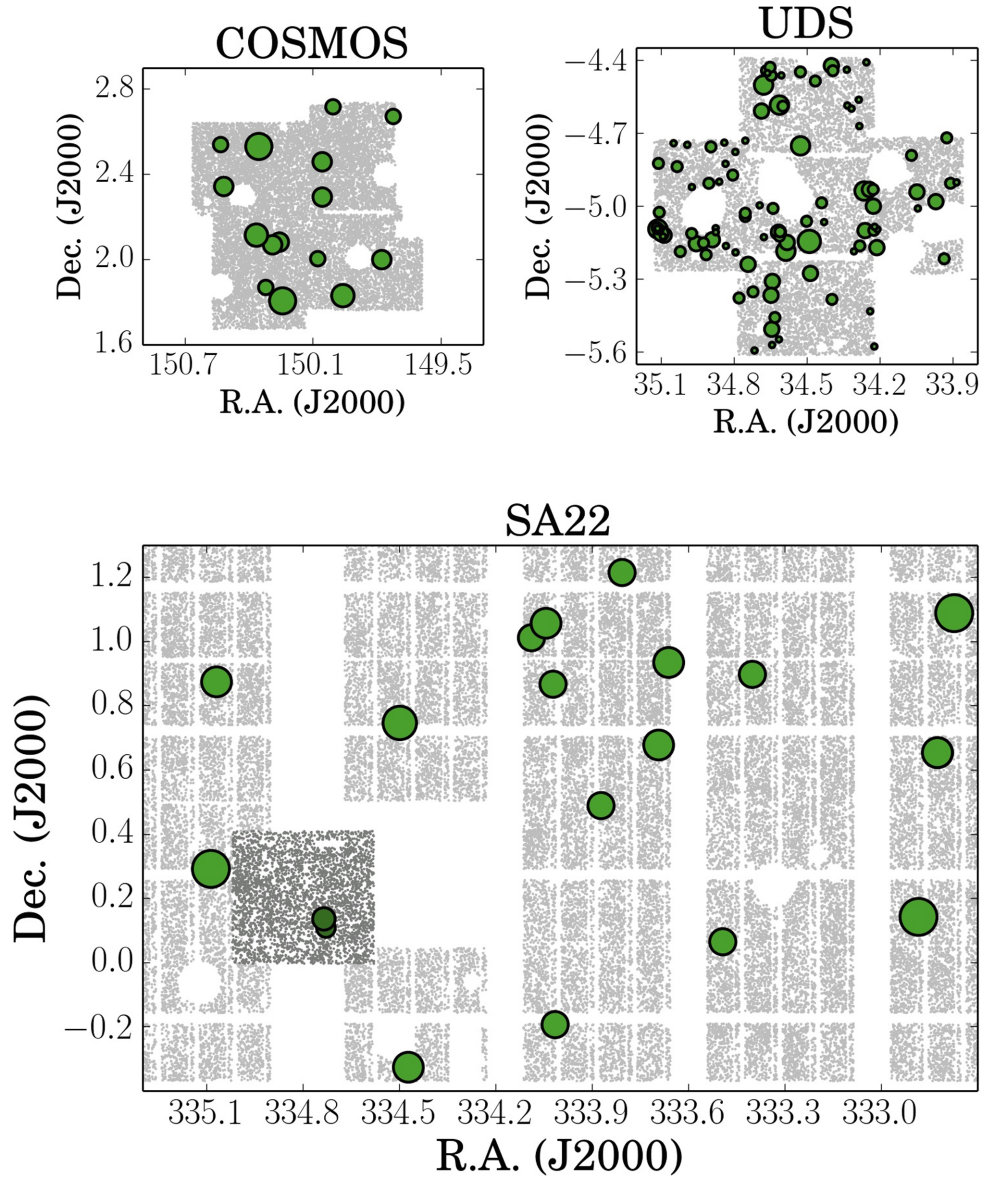 COSMOS
2.8
2.4
2.0
1.6
Dec. (J2000)
150.7 150.1 149.5
R.A. (J2000)
UDS
−4.4
−4.7
−5.0
−5.3
−5.6
Dec. (J2000)
35.1 34.8 34.5 34.2 33.9
R.A. (J2000)
SA22
1.2
1.0
0.8
0.6
0.4
0.2
0.0
−0.2
Dec. (J2000)
335.1 334.8 334.5 334.2 333.9 333.6 333.3 333.0
R.A. (J2000)